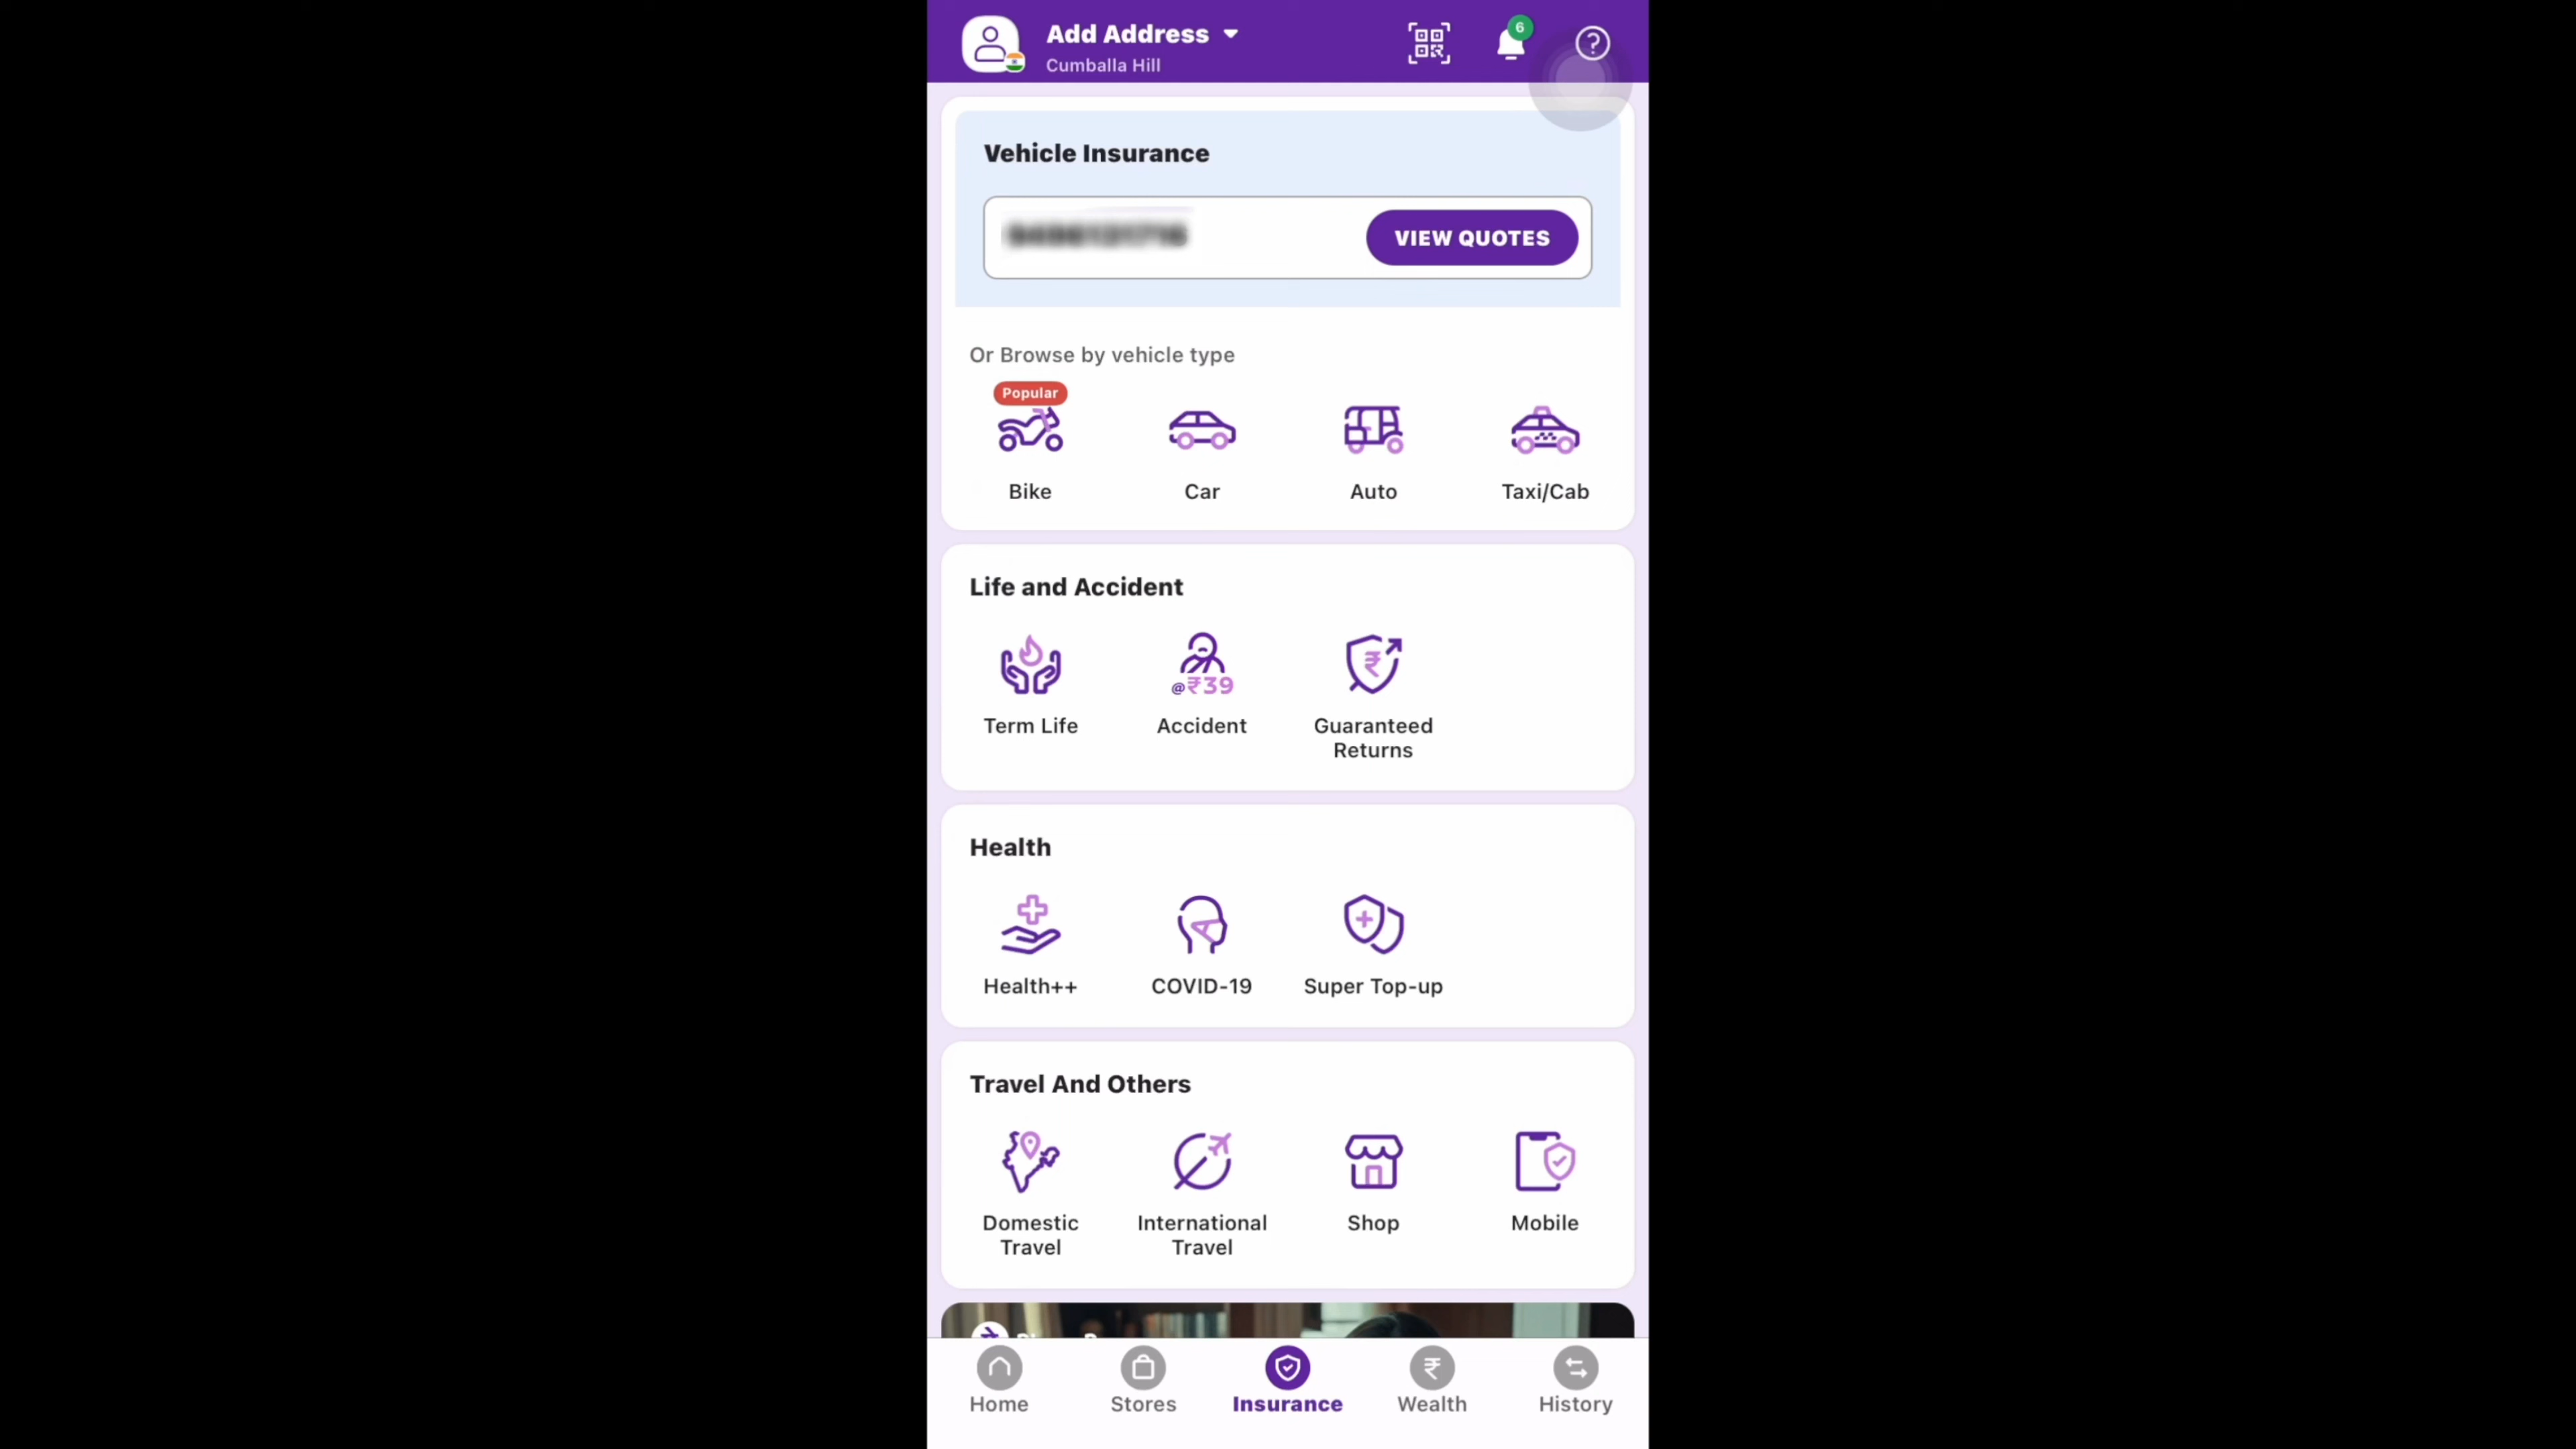 Add Address
Cumballa Hill
6
?
Vehicle Insurance
VIEW QUOTES
Or Browse by vehicle type
Popular
Bike
Car
Auto
Taxi/Cab
Life and Accident
₹
@₹39
Term Life
Accident
Guaranteed
Returns
Health
Health++
COVID-19
Super Top-up
Travel And Others
Domestic
Travel
International
Travel
Shop
Mobile
₹
Home
Stores
Insurance
Wealth
History